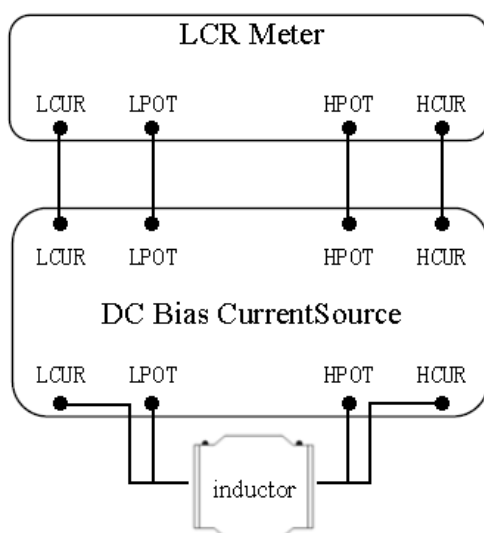 LCR Meter
LCUR LPOT HPOT HCUR
LCUR LPOT HPOT HCUR
DC Bias CurrentSource
LCUR LPOT HPOT HCUR
inductor